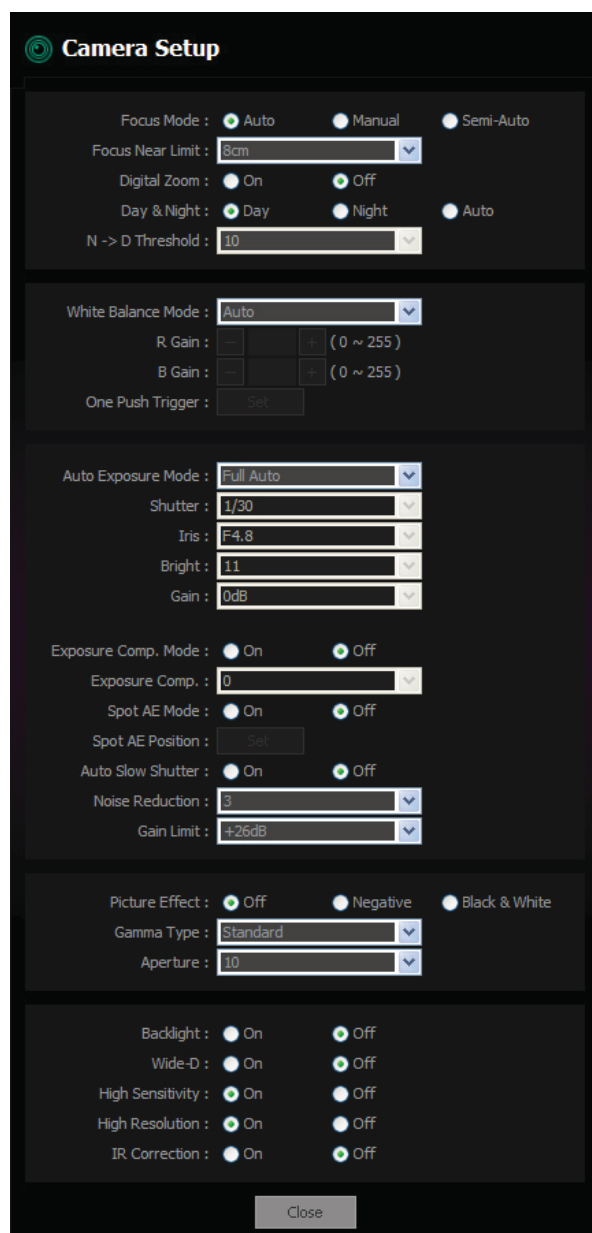 Camera Setup
Focus Mode : Auto Manual Semi-Auto
Focus Near Limit : 8cm
Digital Zoom : On Off
Day & Night : Day Night Auto
N -> D Threshold : 10
White Balance Mode : Auto
R Gain : − + ( 0 ~ 255 )
B Gain : − + ( 0 ~ 255 )
One Push Trigger : Set
Auto Exposure Mode : Full Auto
Shutter : 1/30
Iris : F4.8
Bright : 11
Gain : 0dB
Exposure Comp. Mode : On Off
Exposure Comp. : 0
Spot AE Mode : On Off
Spot AE Position : Set
Auto Slow Shutter : On Off
Noise Reduction : 3
Gain Limit : +26dB
Picture Effect : Off Negative Black & White
Gamma Type : Standard
Aperture : 10
Backlight : On Off
Wide-D : On Off
High Sensitivity : On Off
High Resolution : On Off
IR Correction : On Off
Close